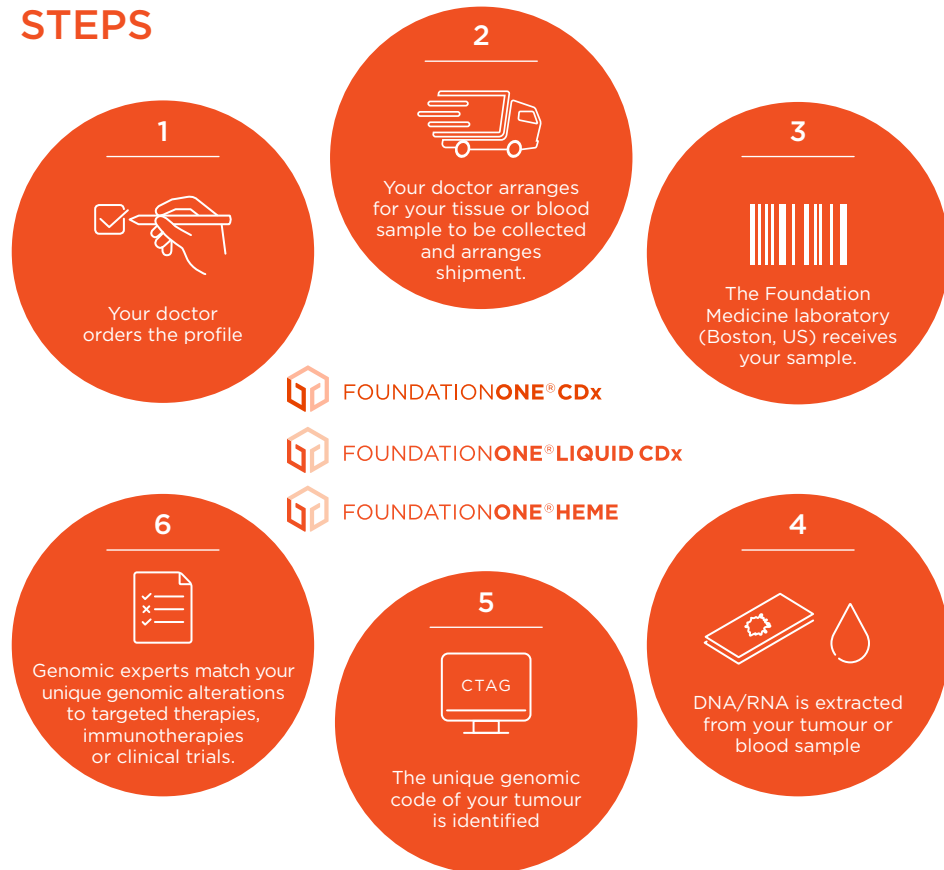 STEPS
1
Your doctor
orders the profile
2
Your doctor arranges
for your tissue or blood
sample to be collected
and arranges
shipment.
3
The Foundation
Medicine laboratory
(Boston, US) receives
your sample.
FOUNDATIONONE®CDx
FOUNDATIONONE®LIQUID CDx
FOUNDATIONONE®HEME
4
DNA/RNA is extracted
from your tumour or
blood sample
5
CTAG
The unique genomic
code of your tumour
is identified
6
Genomic experts match your
unique genomic alterations
to targeted therapies,
immunotherapies
or clinical trials.